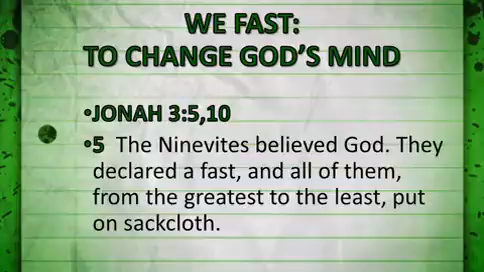 WE FAST:
TO CHANGE GOD'S MIND
•JONAH 3:5,10
•5  The Ninevites believed God. They
declared a fast, and all of them,
from the greatest to the least, put
on sackcloth.